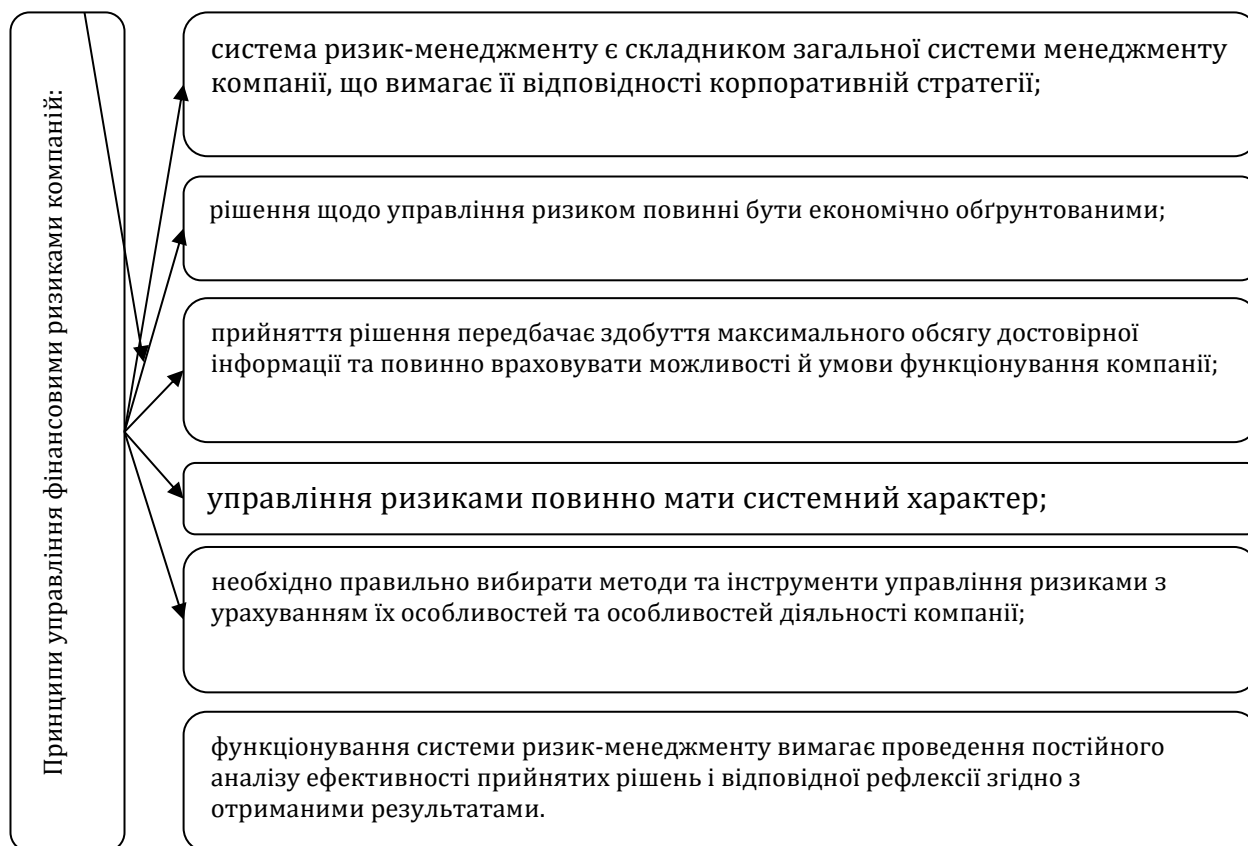 Принципи управління фінансовими ризиками компаній:
система ризик-менеджменту є складником загальної системи менеджменту
компанії, що вимагає її відповідності корпоративній стратегії;
рішення щодо управління ризиком повинні бути економічно обґрунтованими;
прийняття рішення передбачає здобуття максимального обсягу достовірної
інформації та повинно враховувати можливості й умови функціонування компанії;
управління ризиками повинно мати системний характер;
необхідно правильно вибирати методи та інструменти управління ризиками з
урахуванням їх особливостей та особливостей діяльності компанії;
функціонування системи ризик-менеджменту вимагає проведення постійного
аналізу ефективності прийнятих рішень і відповідної рефлексії згідно з
отриманими результатами.